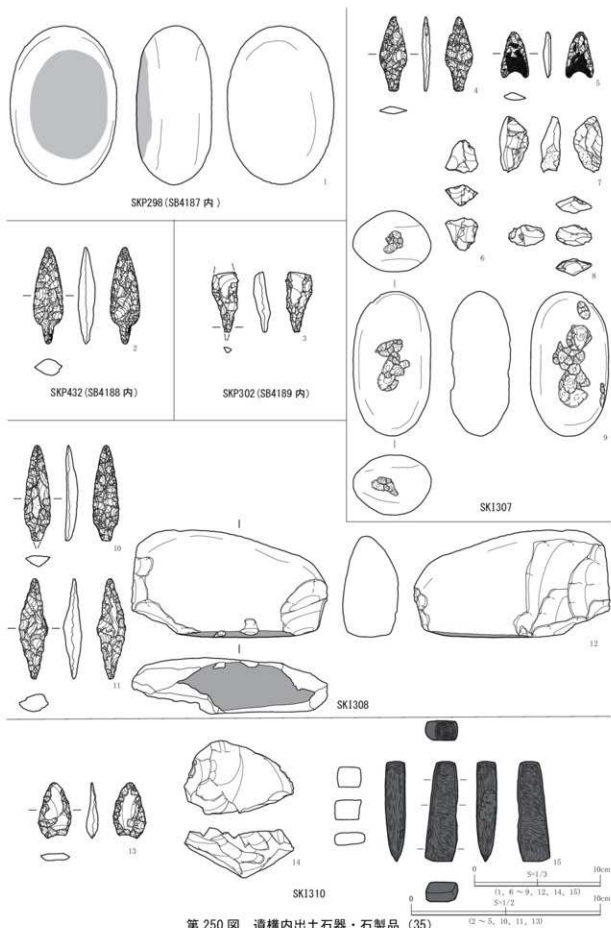 1
SKP298(SB4187 内)
2
SKP432(SB4188 内)
3
SKP302(SB4189 内)
4
5
6
7
8
9
SKI307
10
11
12
SKI308
13
14
15
SKI310
0 S=1/3 10cm
(1, 6 ~ 9, 12, 14, 15)
0 S=1/2 10cm
(2 ~ 5, 10, 11, 13)
第 250 図 遺構内出土石器・石製品 (35)